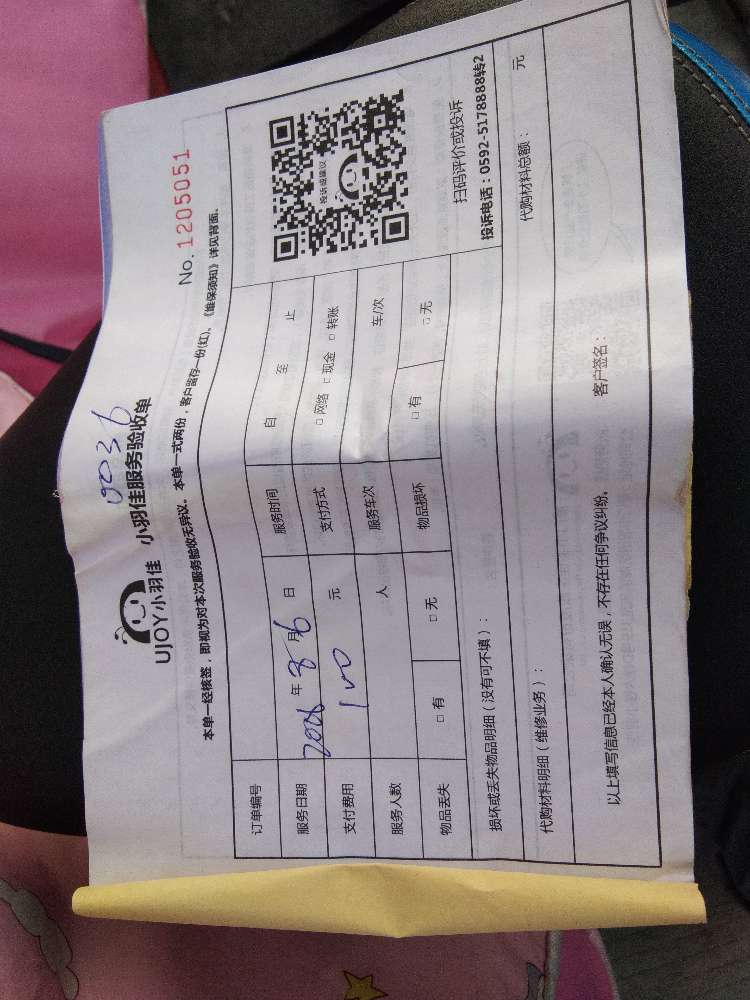 0036
UJOY小羽佳 小羽佳服务验收单
No. 1205051
本单一经核签，即视为对本次服务验收无异议。本单一式两份，客户留存一份(红)。《维保须知》详见背面。
订单编号
服务日期 年 8月6日 服务时间 自 至 止
支付费用 100 元 支付方式 □网络 □现金 □转账
服务人数 人 服务车次 车/次
物品丢失 □有 □无 物品损坏 □有 □无
投诉或建议
扫码评价或投诉
投诉电话：0592-5178888转2
损坏或丢失物品明细（没有可不填）：
代购材料明细（维修业务）： 代购材料总额： 元
以上填写信息已经本人确认无误，不存在任何争议纠纷。 客户签名：